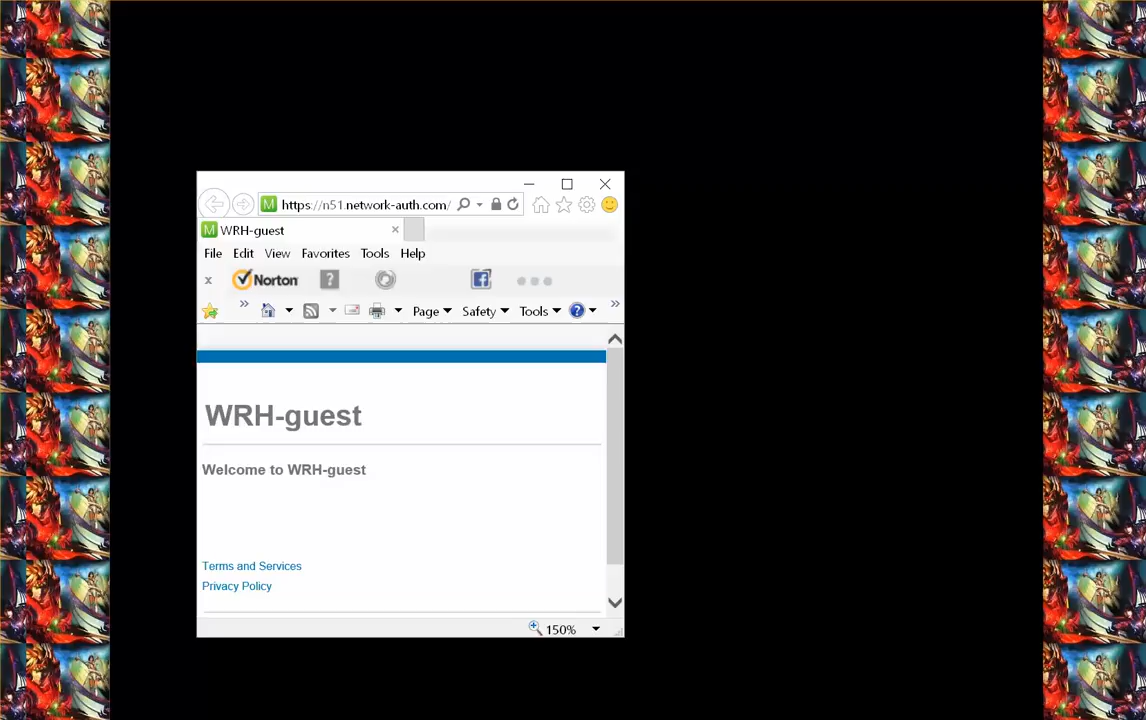 https://n51.network-auth.com/
WRH-guest
File Edit View Favorites Tools Help
x Norton ?
Page Safety Tools ?
WRH-guest
Welcome to WRH-guest
Terms and Services
Privacy Policy
150%